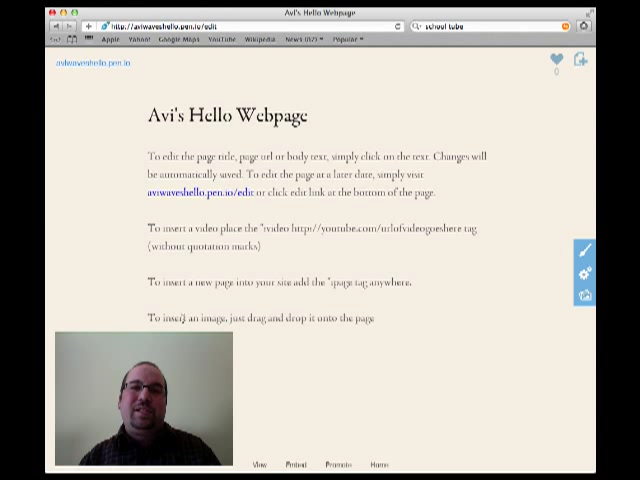 Avi's Hello Webpage
http://aviwaveshello.pen.io/edit
school tube
Apple Yahoo! Google Maps YouTube Wikipedia News Popular
aviwaveshello.pen.io
0
Avi's Hello Webpage
To edit the page title, page url or body text, simply click on the text. Changes will
be automatically saved. To edit the page at a later date, simply visit
aviwaveshello.pen.io/edit or click edit link at the bottom of the page.
To insert a video place the "!video http://youtube.com/urlofvideogoeshere tag
(without quotation marks)
To insert a new page into your site add the "!page tag anywhere.
To insert an image, just drag and drop it onto the page
View Embed Promote Home